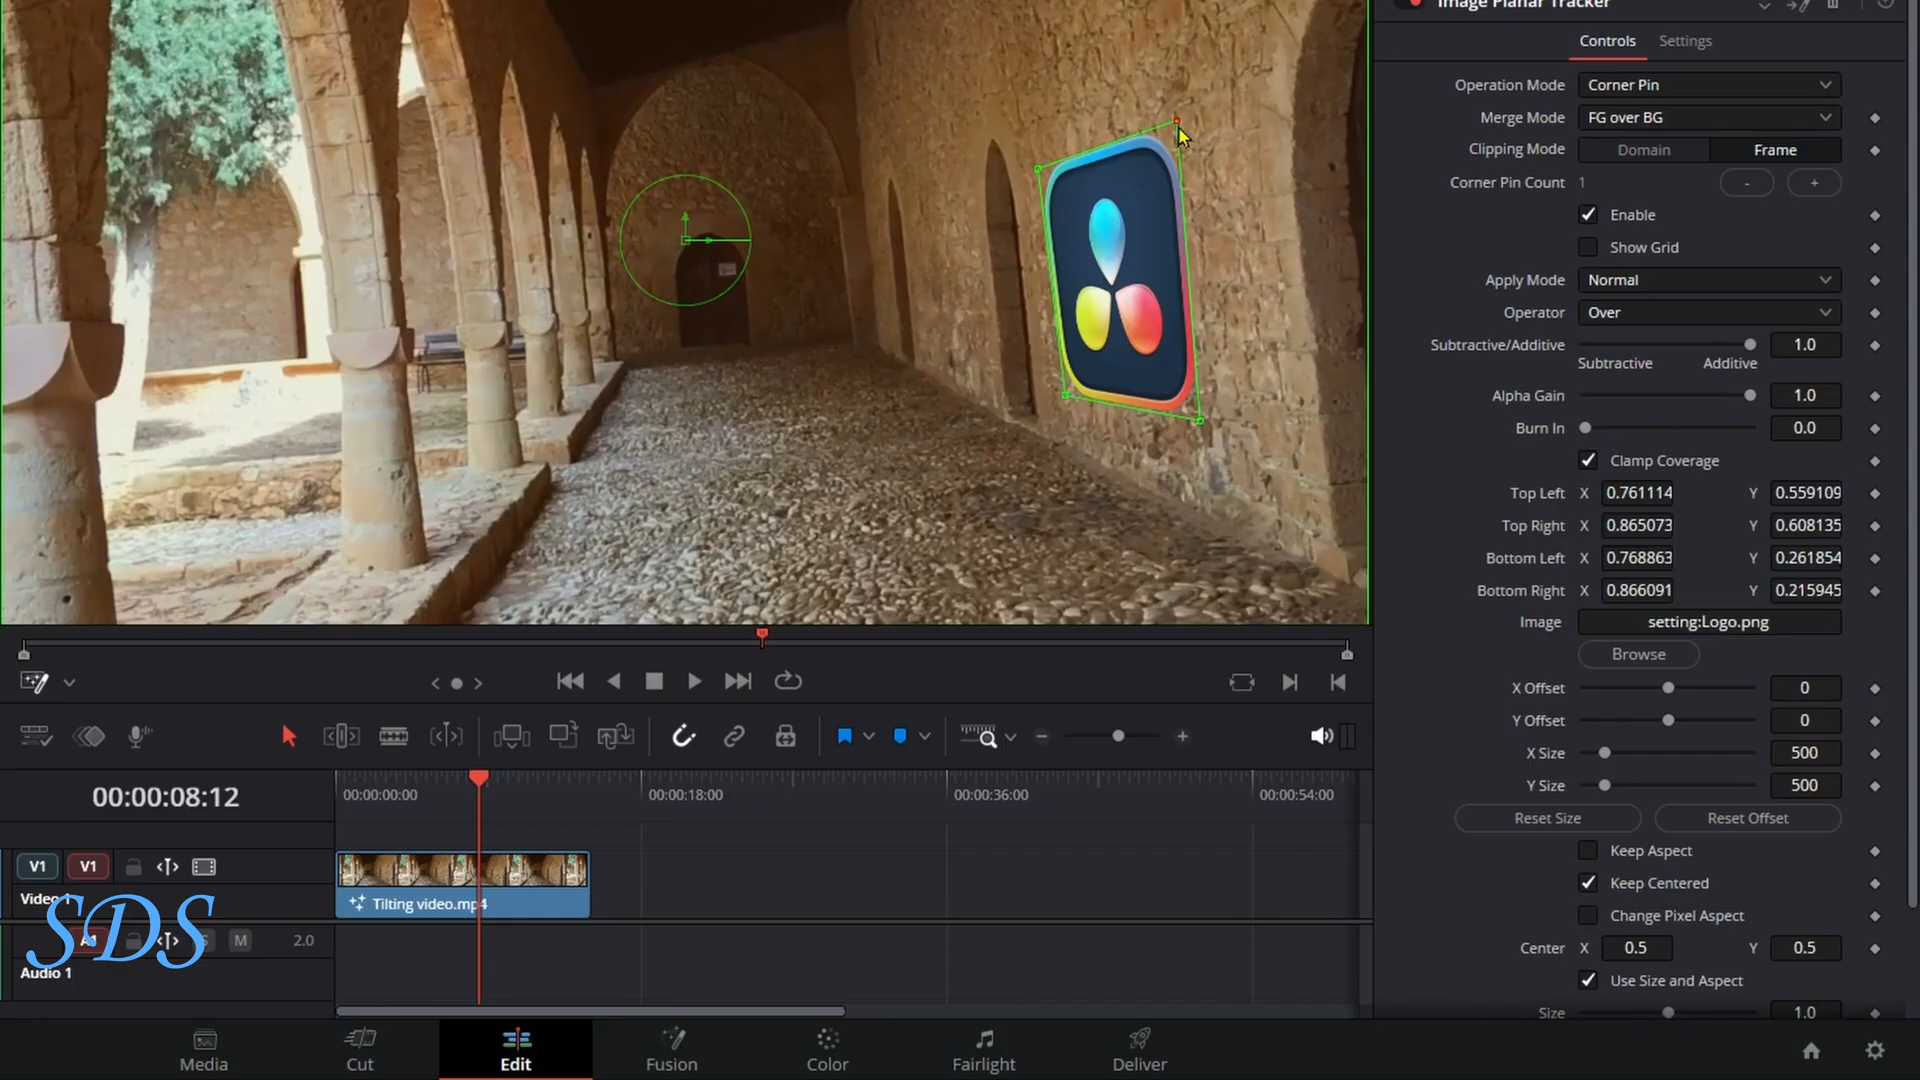 Image Planar Tracker
Controls Settings
Operation Mode Corner Pin
Merge Mode FG over BG
Clipping Mode Domain Frame
Corner Pin Count 1 - +
Enable
Show Grid
Apply Mode Normal
Operator Over
Subtractive/Additive 1.0
Subtractive Additive
Alpha Gain 1.0
Burn In 0.0
Clamp Coverage
Top Left X 0.761114 Y 0.559109
Top Right X 0.865073 Y 0.608135
Bottom Left X 0.768863 Y 0.261854
Bottom Right X 0.866091 Y 0.215945
Image setting:Logo.png
Browse
X Offset 0
Y Offset 0
X Size 500
Y Size 500
Reset Size Reset Offset
Keep Aspect
Keep Centered
Change Pixel Aspect
Center X 0.5 Y 0.5
Use Size and Aspect
Size 1.0
00:00:08:12
00:00:00:00 00:00:18:00 00:00:36:00 00:00:54:00
V1 V1
Video 1
Tilting video.mp4
SDS
A1 S M 2.0
Audio 1
Media Cut Edit Fusion Color Fairlight Deliver